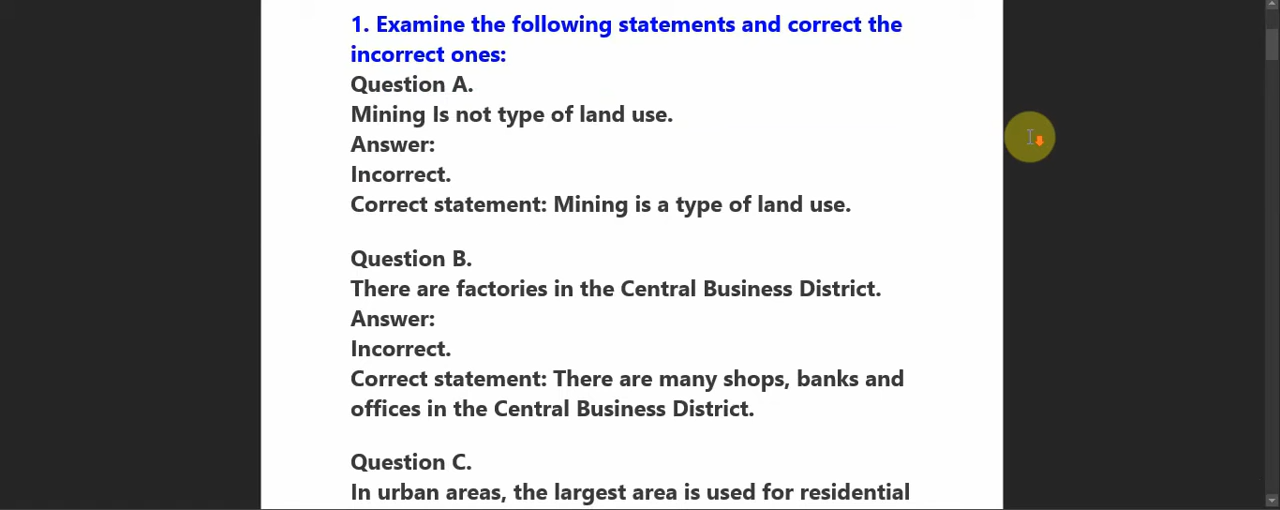 1. Examine the following statements and correct the
incorrect ones:
Question A.
Mining Is not type of land use.
Answer:
Incorrect.
Correct statement: Mining is a type of land use.
Question B.
There are factories in the Central Business District.
Answer:
Incorrect.
Correct statement: There are many shops, banks and
offices in the Central Business District.
Question C.
In urban areas, the largest area is used for residential